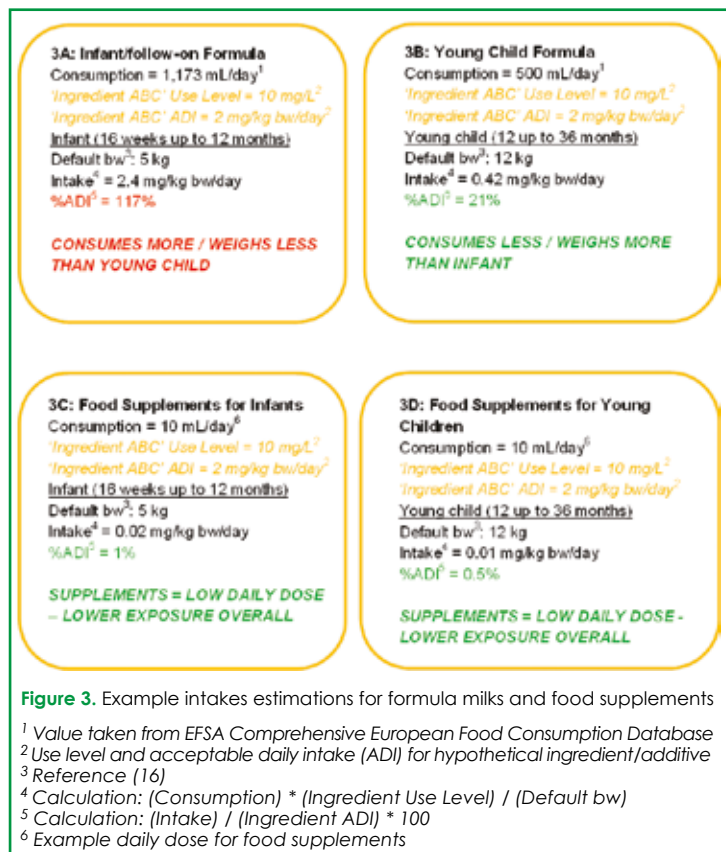 3A: Infant/follow-on Formula
Consumption = 1,173 mL/day¹
'Ingredient ABC' Use Level = 10 mg/L²
'Ingredient ABC' ADI = 2 mg/kg bw/day²
Infant (16 weeks up to 12 months)
Default bw³: 5 kg
Intake⁴ = 2.4 mg/kg bw/day
%ADI⁵ = 117%
CONSUMES MORE / WEIGHS LESS
THAN YOUNG CHILD
3B: Young Child Formula
Consumption = 500 mL/day¹
'Ingredient ABC' Use Level = 10 mg/L²
'Ingredient ABC' ADI = 2 mg/kg bw/day²
Young child (12 up to 36 months)
Default bw³: 12 kg
Intake⁴ = 0.42 mg/kg bw/day
%ADI⁵ = 21%
CONSUMES LESS / WEIGHS MORE
THAN INFANT
3C: Food Supplements for Infants
Consumption = 10 mL/day⁶
'Ingredient ABC' Use Level = 10 mg/L²
'Ingredient ABC' ADI = 2 mg/kg bw/day²
Infant (16 weeks up to 12 months)
Default bw³: 5 kg
Intake⁴ = 0.02 mg/kg bw/day
%ADI⁵ = 1%
SUPPLEMENTS = LOW DAILY DOSE
– LOWER EXPOSURE OVERALL
3D: Food Supplements for Young
Children
Consumption = 10 mL/day⁶
'Ingredient ABC' Use Level = 10 mg/L²
'Ingredient ABC' ADI = 2 mg/kg bw/day²
Young child (12 up to 36 months)
Default bw³: 12 kg
Intake⁴ = 0.01 mg/kg bw/day
%ADI⁵ = 0.5%
SUPPLEMENTS = LOW DAILY DOSE -
LOWER EXPOSURE OVERALL
Figure 3. Example intakes estimations for formula milks and food supplements
¹ Value taken from EFSA Comprehensive European Food Consumption Database
² Use level and acceptable daily intake (ADI) for hypothetical ingredient/additive
³ Reference (16)
⁴ Calculation: (Consumption) * (Ingredient Use Level) / (Default bw)
⁵ Calculation: (Intake) / (Ingredient ADI) * 100
⁶ Example daily dose for food supplements